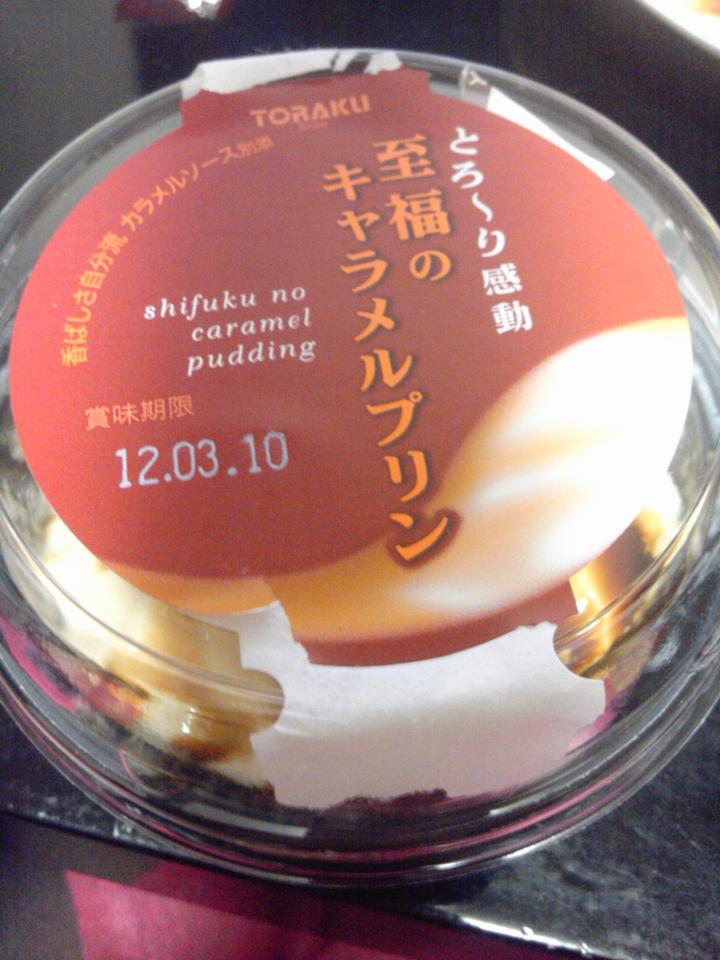 TORAKU
香ばしさ自分流 カラメルソース別添
とろ～り感動
至福の
キャラメルプリン
shifuku no
caramel
pudding
賞味期限
12.03.10